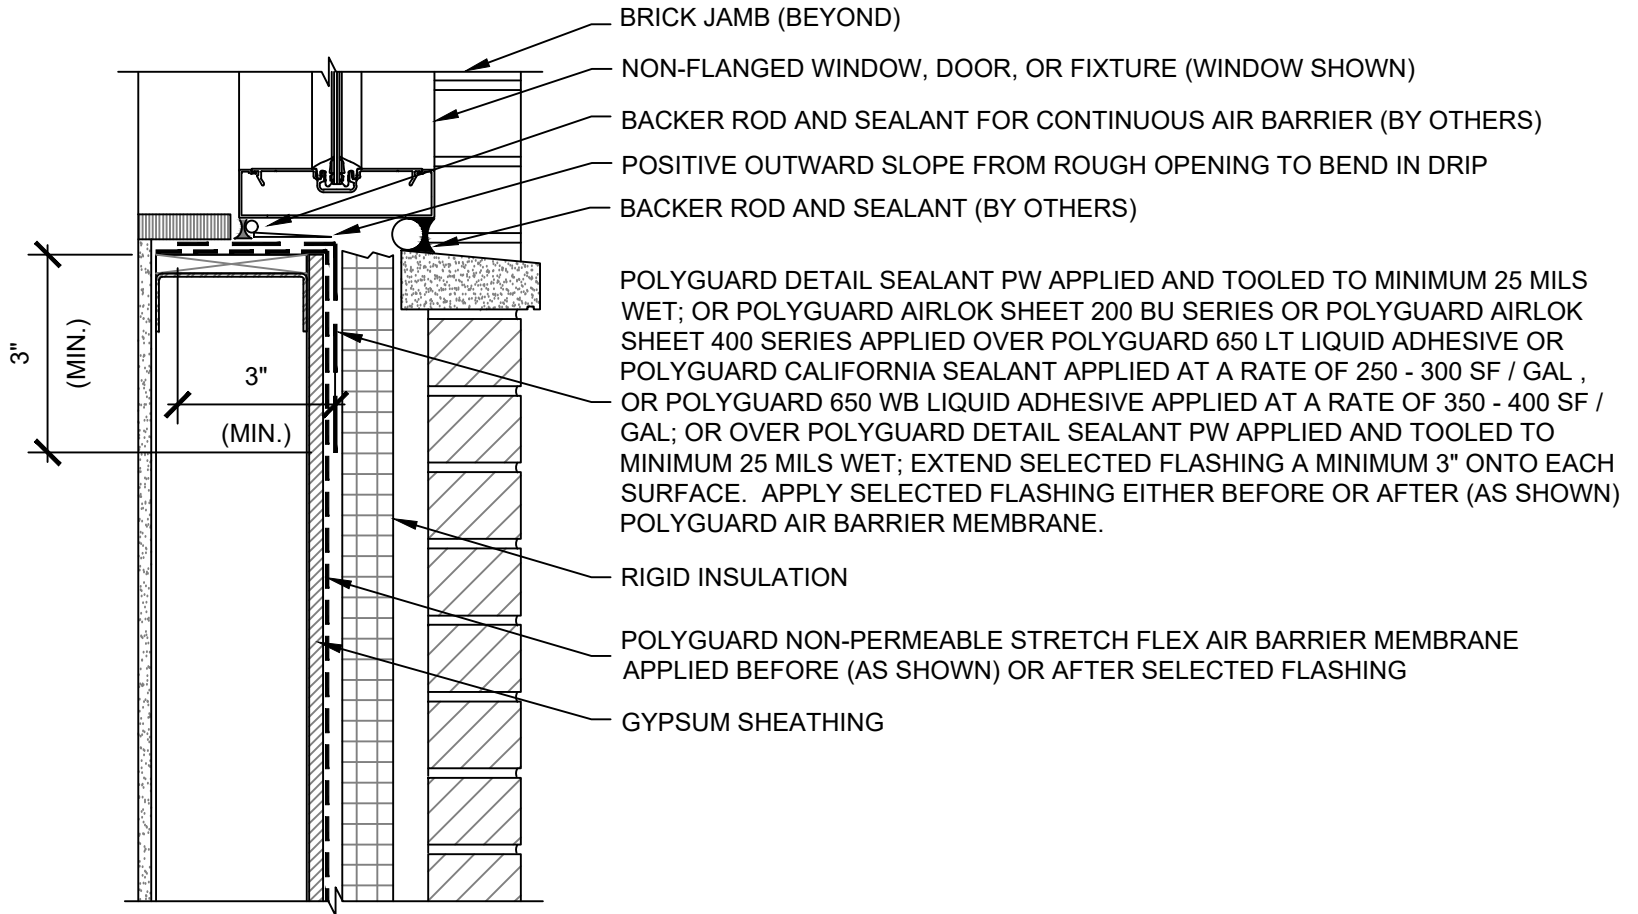 BRICK JAMB (BEYOND)
NON-FLANGED WINDOW, DOOR, OR FIXTURE (WINDOW SHOWN)
BACKER ROD AND SEALANT FOR CONTINUOUS AIR BARRIER (BY OTHERS)
POSITIVE OUTWARD SLOPE FROM ROUGH OPENING TO BEND IN DRIP
BACKER ROD AND SEALANT (BY OTHERS)
POLYGUARD DETAIL SEALANT PW APPLIED AND TOOLED TO MINIMUM 25 MILS
WET; OR POLYGUARD AIRLOK SHEET 200 BU SERIES OR POLYGUARD AIRLOK
SHEET 400 SERIES APPLIED OVER POLYGUARD 650 LT LIQUID ADHESIVE OR
POLYGUARD CALIFORNIA SEALANT APPLIED AT A RATE OF 250 - 300 SF / GAL ,
OR POLYGUARD 650 WB LIQUID ADHESIVE APPLIED AT A RATE OF 350 - 400 SF /
GAL; OR OVER POLYGUARD DETAIL SEALANT PW APPLIED AND TOOLED TO
MINIMUM 25 MILS WET; EXTEND SELECTED FLASHING A MINIMUM 3" ONTO EACH
SURFACE. APPLY SELECTED FLASHING EITHER BEFORE OR AFTER (AS SHOWN)
POLYGUARD AIR BARRIER MEMBRANE.
RIGID INSULATION
POLYGUARD NON-PERMEABLE STRETCH FLEX AIR BARRIER MEMBRANE
APPLIED BEFORE (AS SHOWN) OR AFTER SELECTED FLASHING
GYPSUM SHEATHING
3"
(MIN.)
3"
(MIN.)